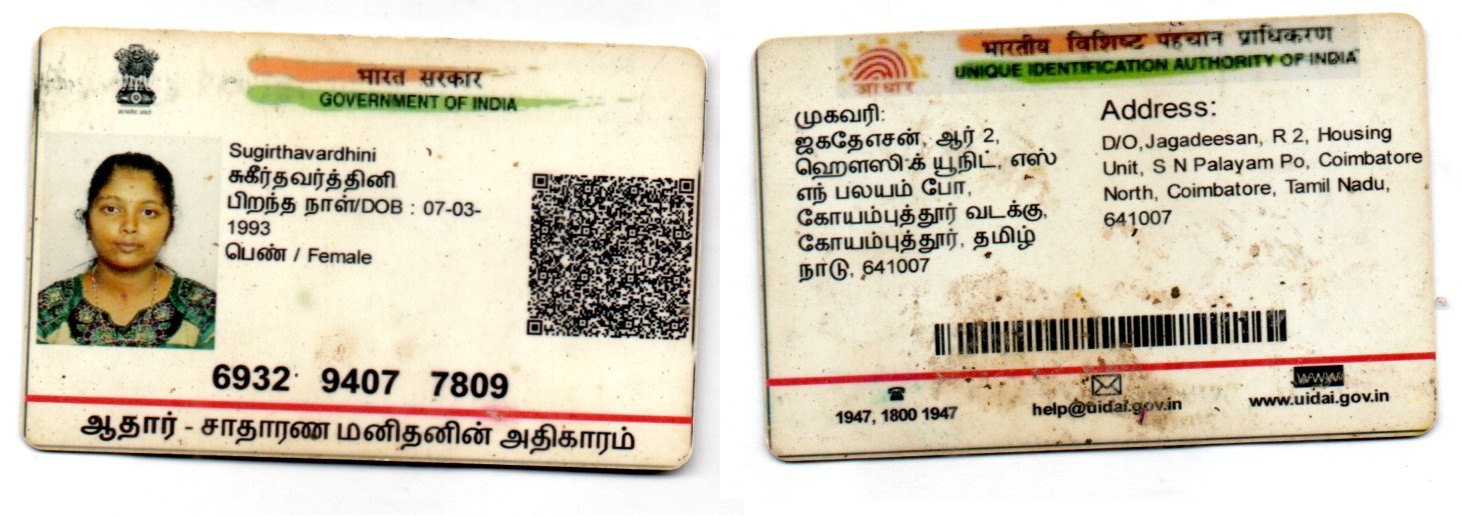 भारत सरकार
GOVERNMENT OF INDIA
Sugirthavardhini
சுகீர்தவர்த்தினி
பிறந்த நாள்/DOB : 07-03-
1993
பெண் / Female
6932 9407 7809
ஆதார் - சாதாரண மனிதனின் அதிகாரம்
भारतीय विशिष्ट पहचान प्राधिकरण
UNIQUE IDENTIFICATION AUTHORITY OF INDIA
आधार
முகவரி:
ஜகதேஎசன், ஆர் 2,
ஹௌஸிக் யூநிட், எஸ்
எந் பலயம் போ,
கோயம்புத்தூர் வடக்கு,
கோயம்புத்தூர், தமிழ்
நாடு, 641007
Address:
D/O,Jagadeesan, R 2, Housing
Unit, S N Palayam Po, Coimbatore
North, Coimbatore, Tamil Nadu,
641007
1947, 1800 1947
help@uidai.gov.in
www.uidai.gov.in